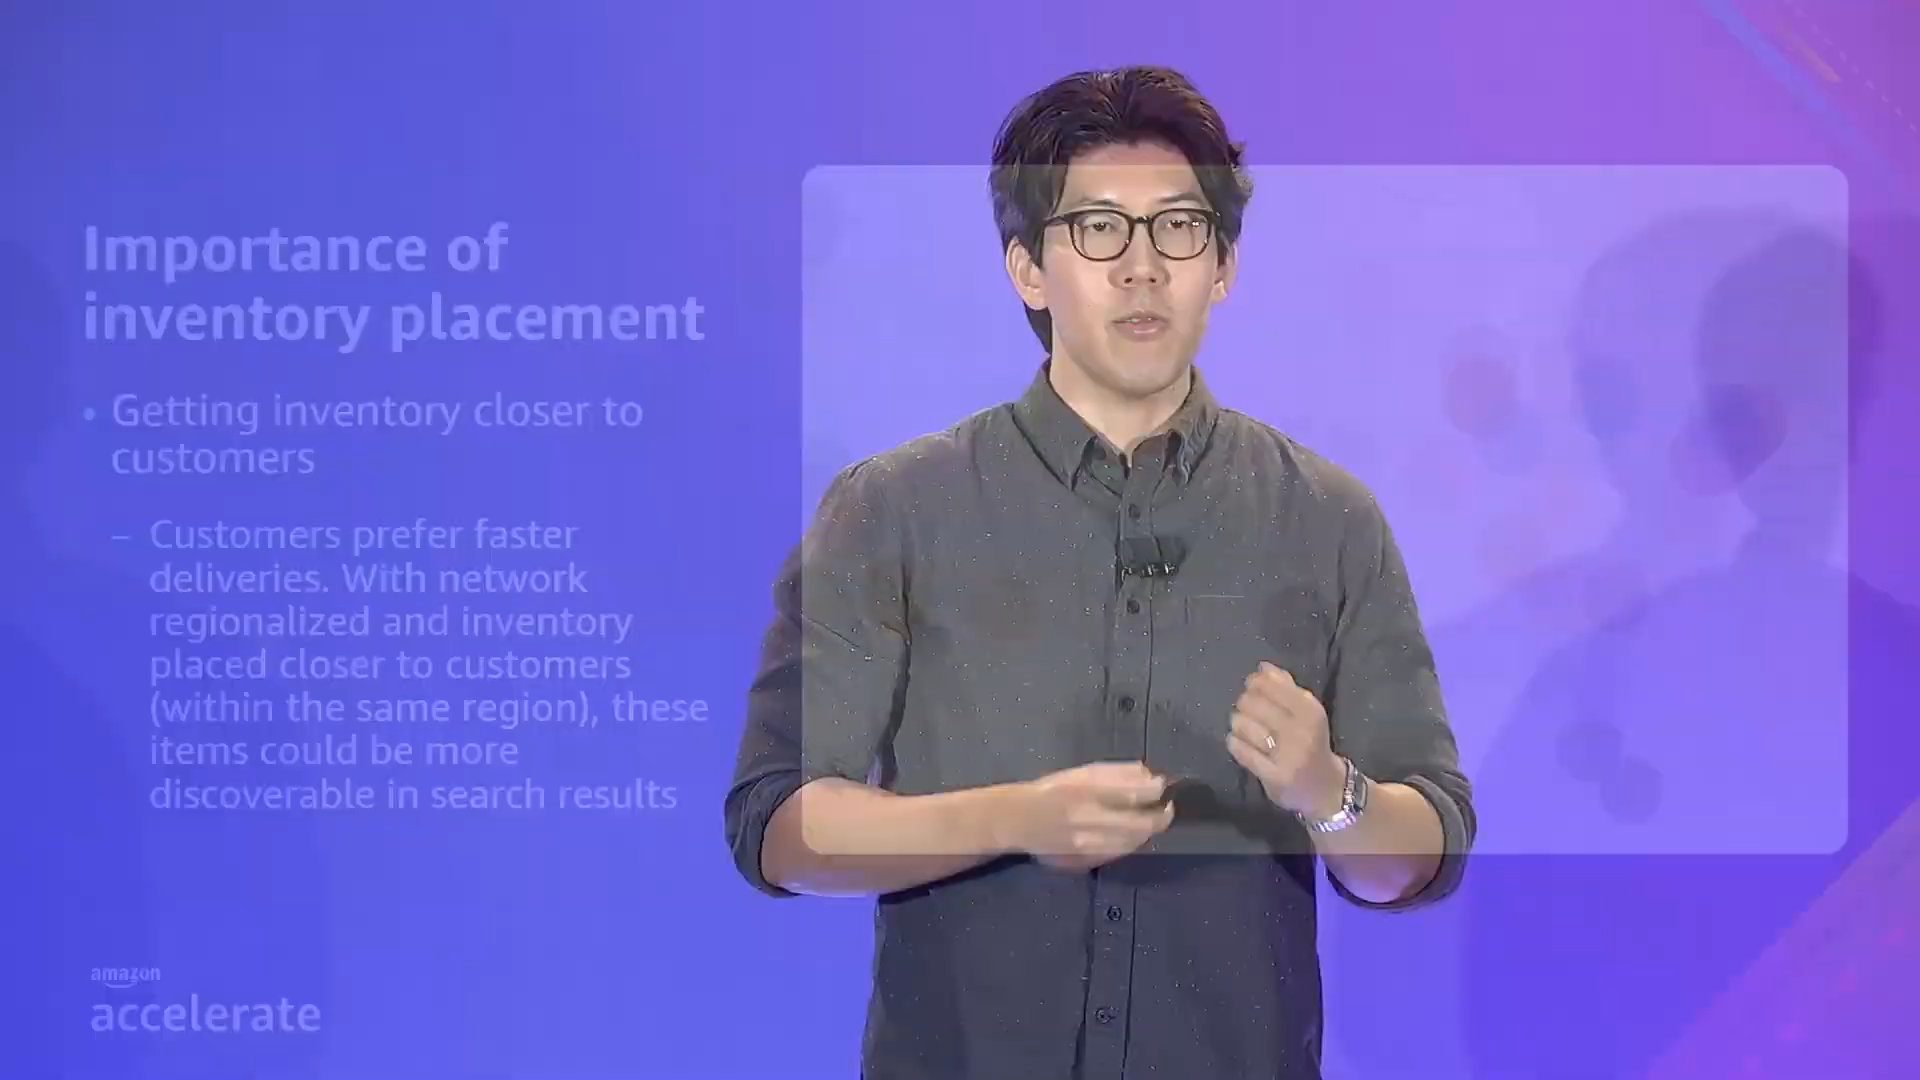 Importance of
inventory placement
• Getting inventory closer to
customers
– Customers prefer faster
deliveries. With network
regionalized and inventory
placed closer to customers
(within the same region), these
items could be more
discoverable in search results
amazon
accelerate